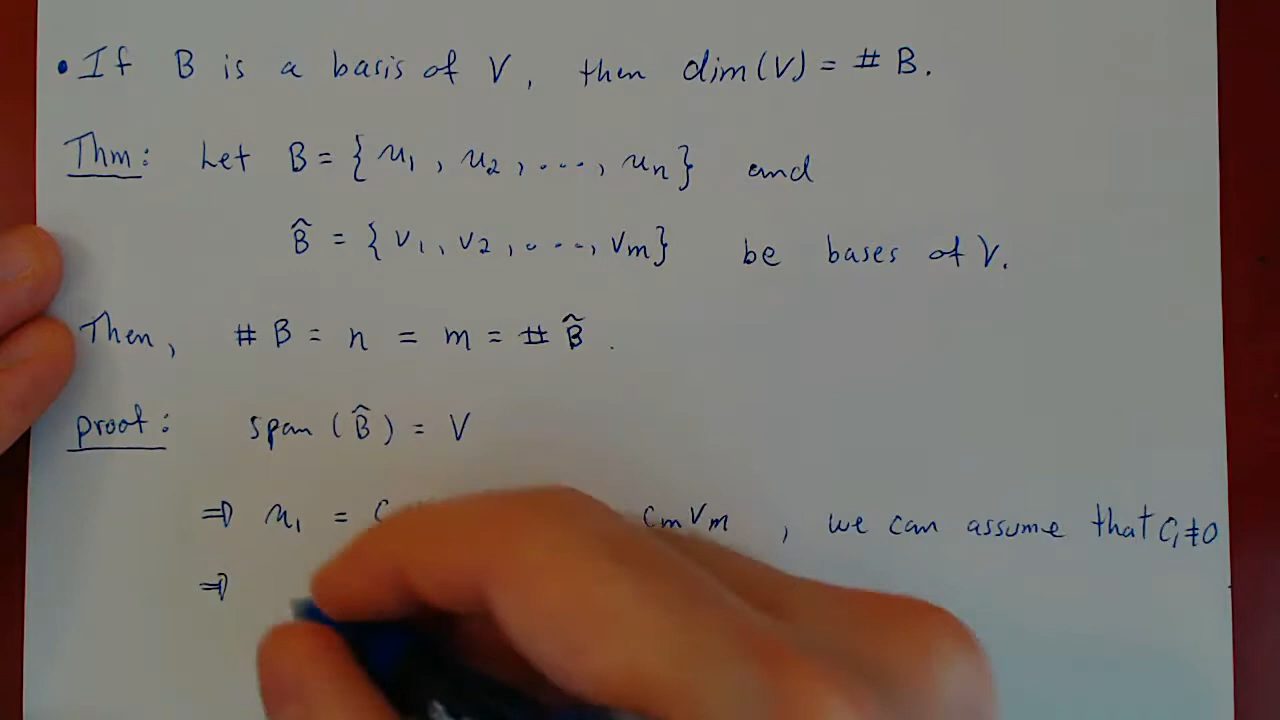 • If B is a basis of V, then dim(V) = # B.
Thm: Let B = { u₁, u₂, ..., uₙ } and
B̂ = { v₁, v₂, ..., vₘ } be bases of V.
Then, # B = n = m = # B̂.
proof: span (B̂) = V
⇒ u₁ = c cₘvₘ, we can assume that c₁≠0
⇒